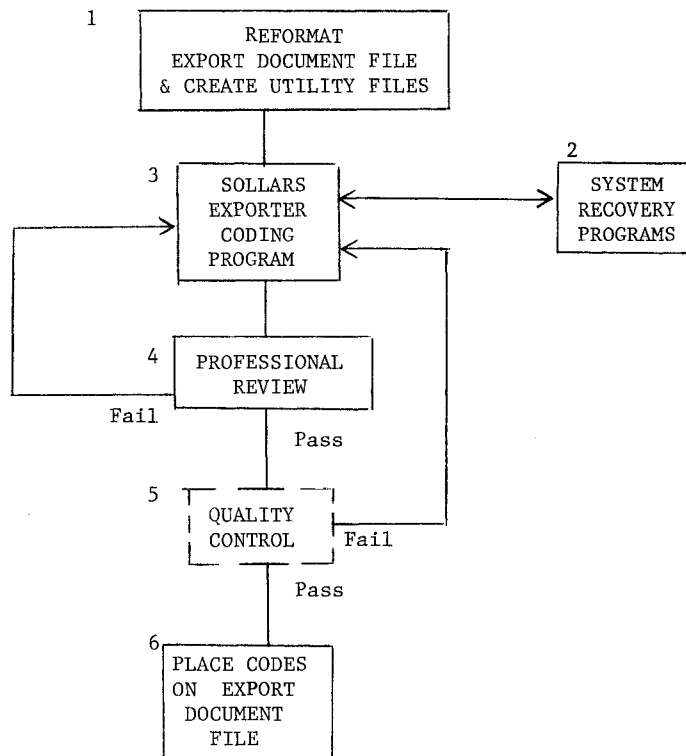 1
REFORMAT
EXPORT DOCUMENT FILE
& CREATE UTILITY FILES
2
SYSTEM
RECOVERY
PROGRAMS
3
SOLLARS
EXPORTER
CODING
PROGRAM
4
PROFESSIONAL
REVIEW
Fail
Pass
5
QUALITY
CONTROL
Fail
Pass
6
PLACE CODES
ON EXPORT
DOCUMENT
FILE